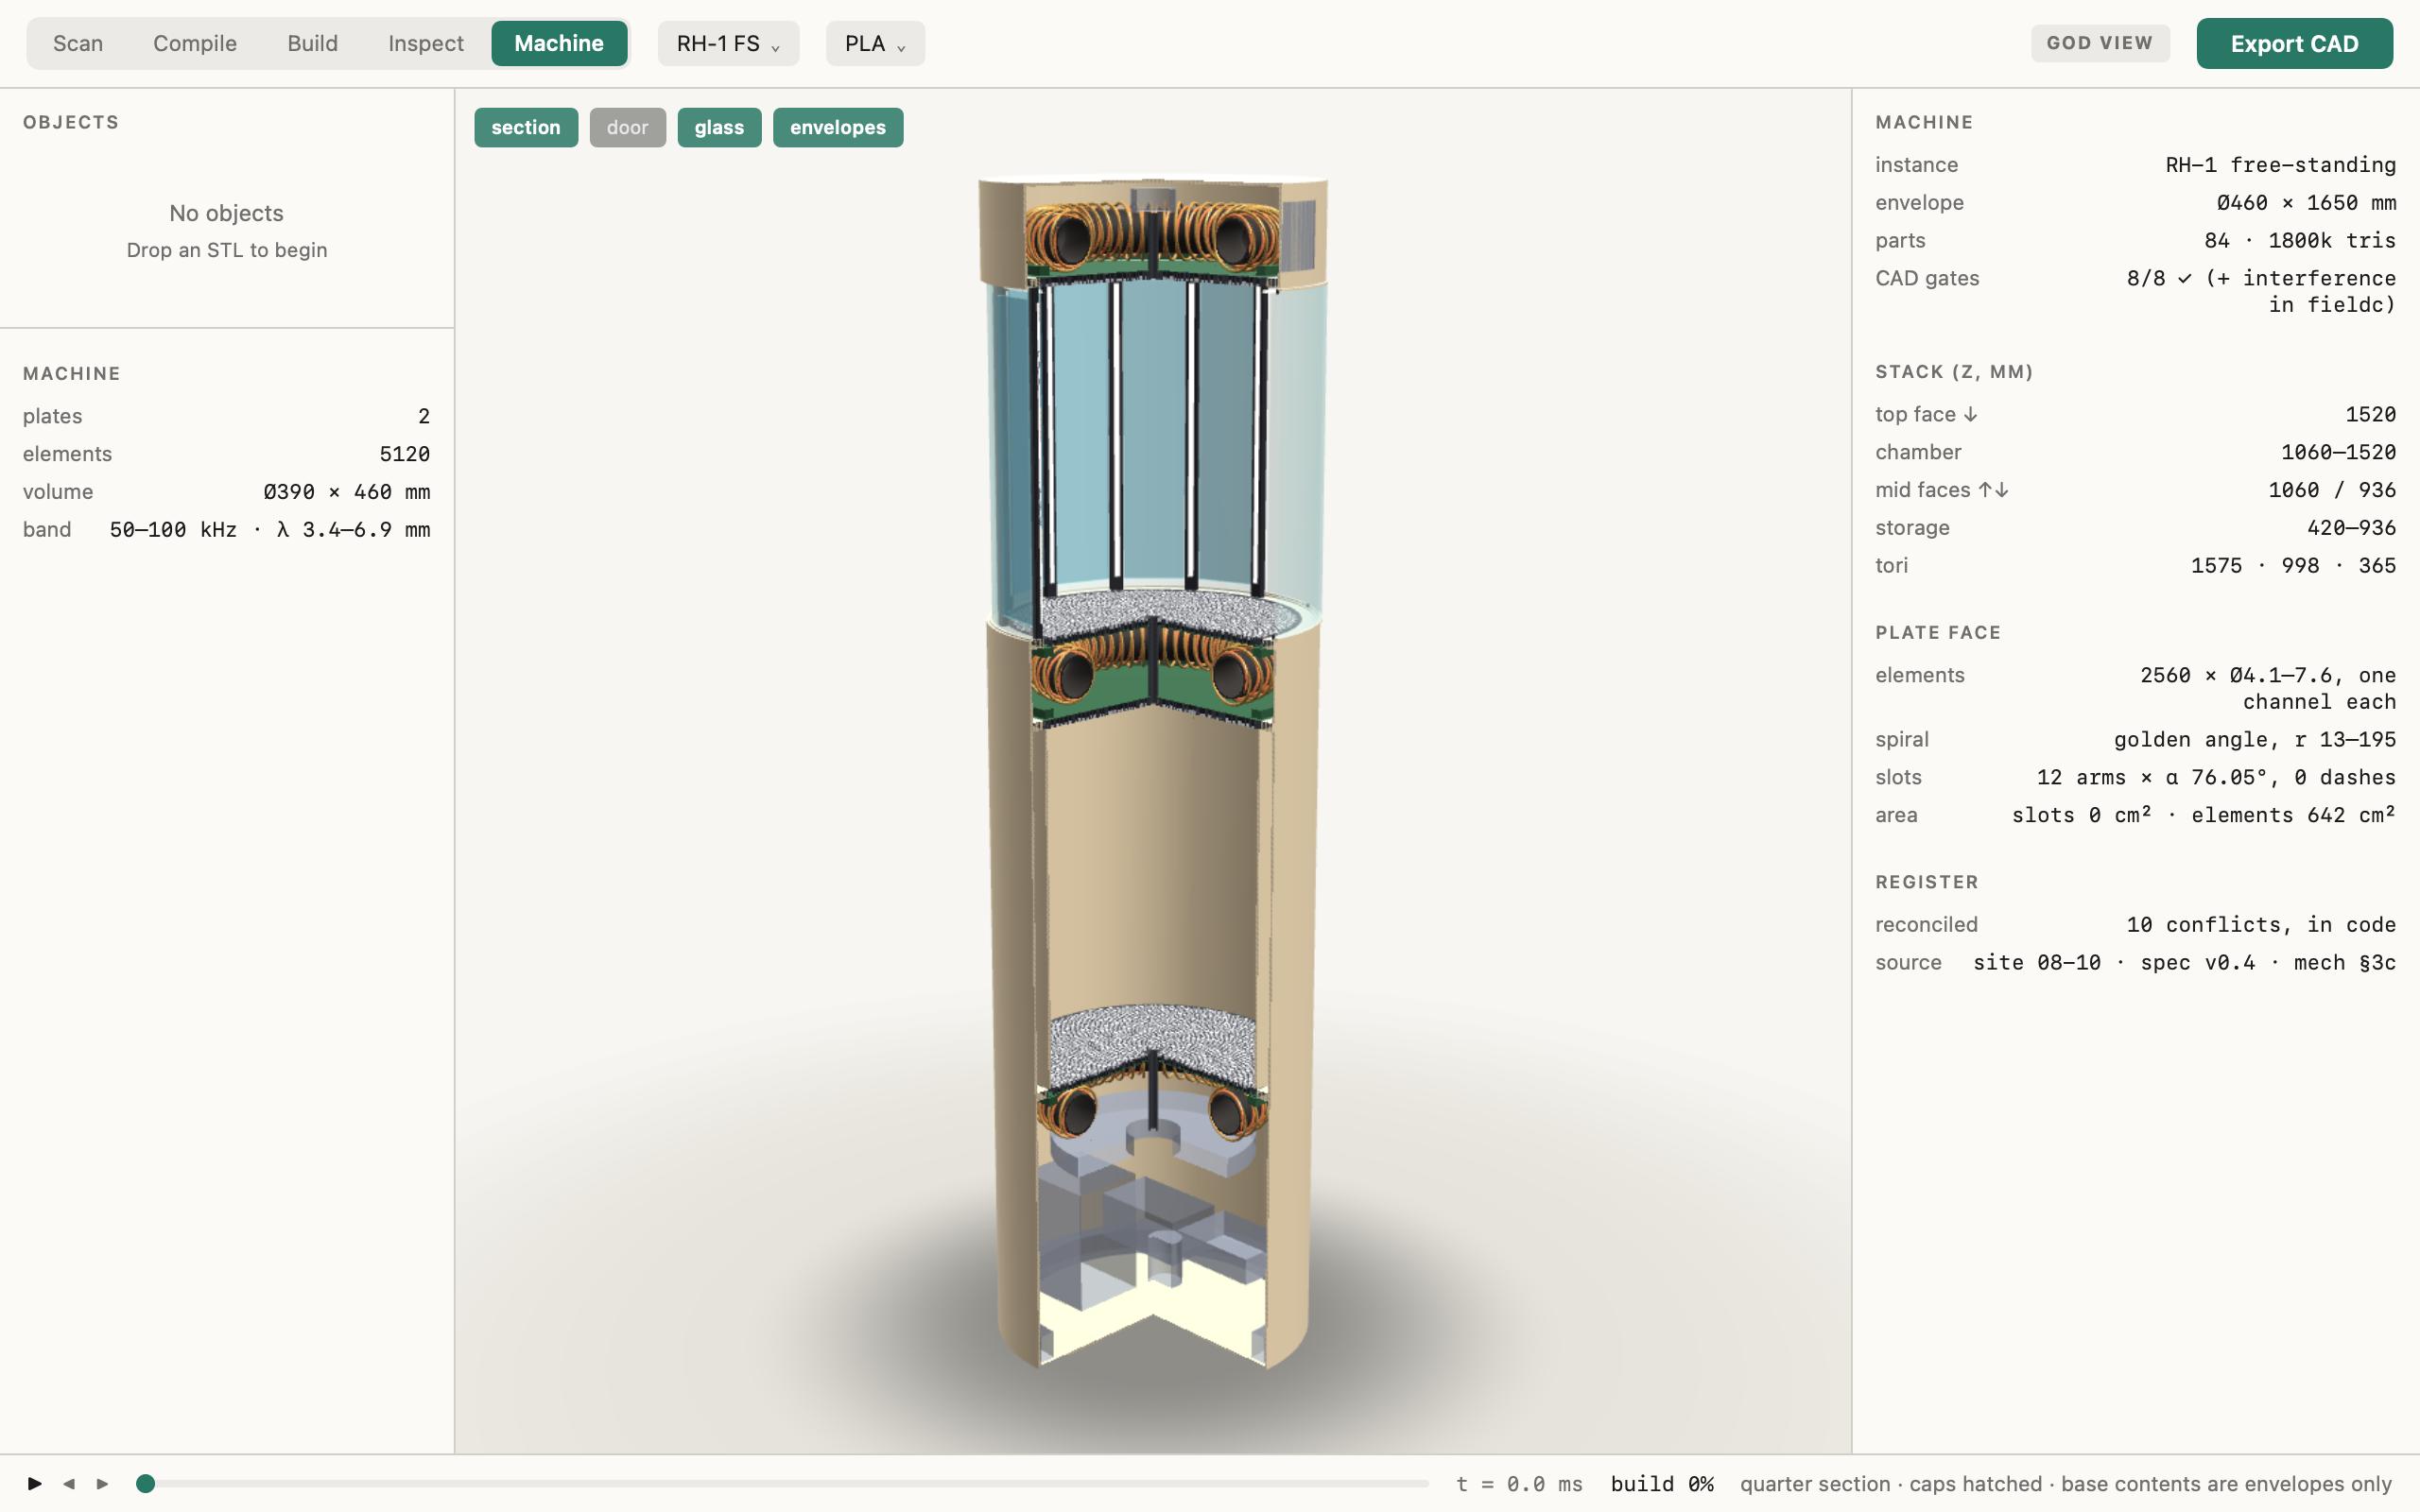 Scan Compile Build Inspect Machine RH-1 FS PLA GOD VIEW Export CAD
OBJECTS
No objects
Drop an STL to begin
MACHINE
plates 2
elements 5120
volume Ø390 × 460 mm
band 50–100 kHz · λ 3.4–6.9 mm
section door glass envelopes
MACHINE
instance RH-1 free-standing
envelope Ø460 × 1650 mm
parts 84 · 1800k tris
CAD gates 8/8 ✓ (+ interference
in fieldc)
STACK (Z, MM)
top face ↓ 1520
chamber 1060–1520
mid faces ↑↓ 1060 / 936
storage 420–936
tori 1575 · 998 · 365
PLATE FACE
elements 2560 × Ø4.1–7.6, one
channel each
spiral golden angle, r 13–195
slots 12 arms × α 76.05°, 0 dashes
area slots 0 cm² · elements 642 cm²
REGISTER
reconciled 10 conflicts, in code
source site 08–10 · spec v0.4 · mech §3c
t = 0.0 ms build 0% quarter section · caps hatched · base contents are envelopes only